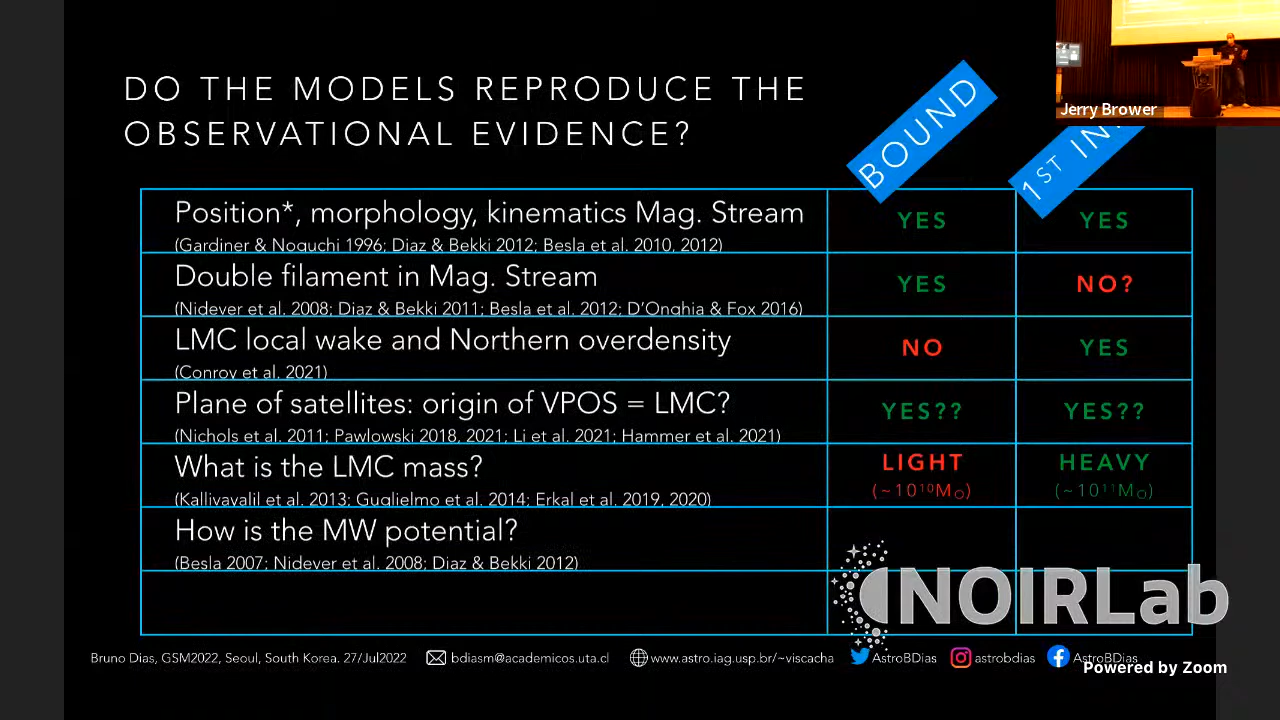 DO THE MODELS REPRODUCE THE
OBSERVATIONAL EVIDENCE?
BOUND
1ST
Jerry Brower
Position*, morphology, kinematics Mag. Stream
(Gardiner & Noguchi 1996; Diaz & Bekki 2012; Besla et al. 2010, 2012)
YES
YES
Double filament in Mag. Stream
(Nidever et al. 2008; Diaz & Bekki 2011; Besla et al. 2012; D'Onghia & Fox 2016)
YES
NO?
LMC local wake and Northern overdensity
(Conroy et al. 2021)
NO
YES
Plane of satellites: origin of VPOS = LMC?
(Nichols et al. 2011; Pawlowski 2018, 2021; Li et al. 2021; Hammer et al. 2021)
YES??
YES??
What is the LMC mass?
(Kallivayalil et al. 2013; Guglielmo et al. 2014; Erkal et al. 2019, 2020)
LIGHT
(~10¹⁰M☉)
HEAVY
(~10¹¹M☉)
How is the MW potential?
(Besla 2007; Nidever et al. 2008; Diaz & Bekki 2012)
NOIRLab
Bruno Dias, GSM2022, Seoul, South Korea. 27/Jul2022
bdiasm@academicos.uta.cl
www.astro.iag.usp.br/~viscacha
AstroBDias
astrobdias
AstroBDias
Powered by Zoom